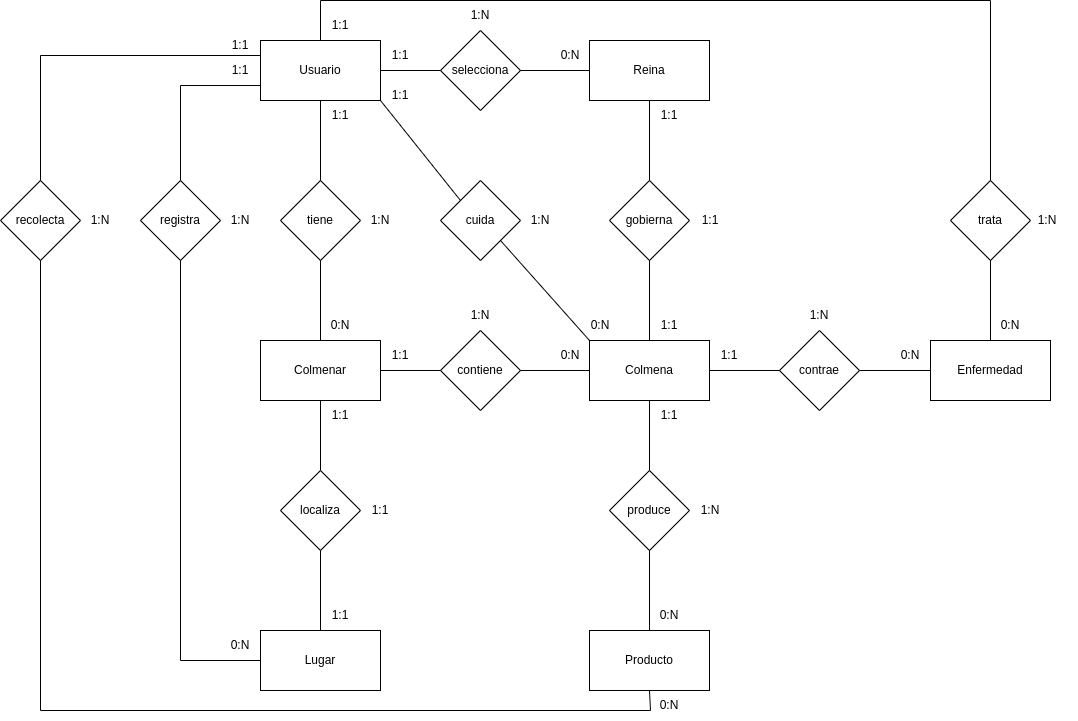 1:N
1:1
1:1
1:1
0:N
Usuario
selecciona
Reina
1:1
1:1
1:1
1:1
recolecta
1:N
registra
1:N
tiene
1:N
cuida
1:N
gobierna
1:1
trata
1:N
1:N
1:N
0:N
0:N
1:1
0:N
1:1
0:N
1:1
0:N
Colmenar
contiene
Colmena
contrae
Enfermedad
1:1
1:1
localiza
1:1
produce
1:N
1:1
0:N
0:N
Lugar
Producto
0:N